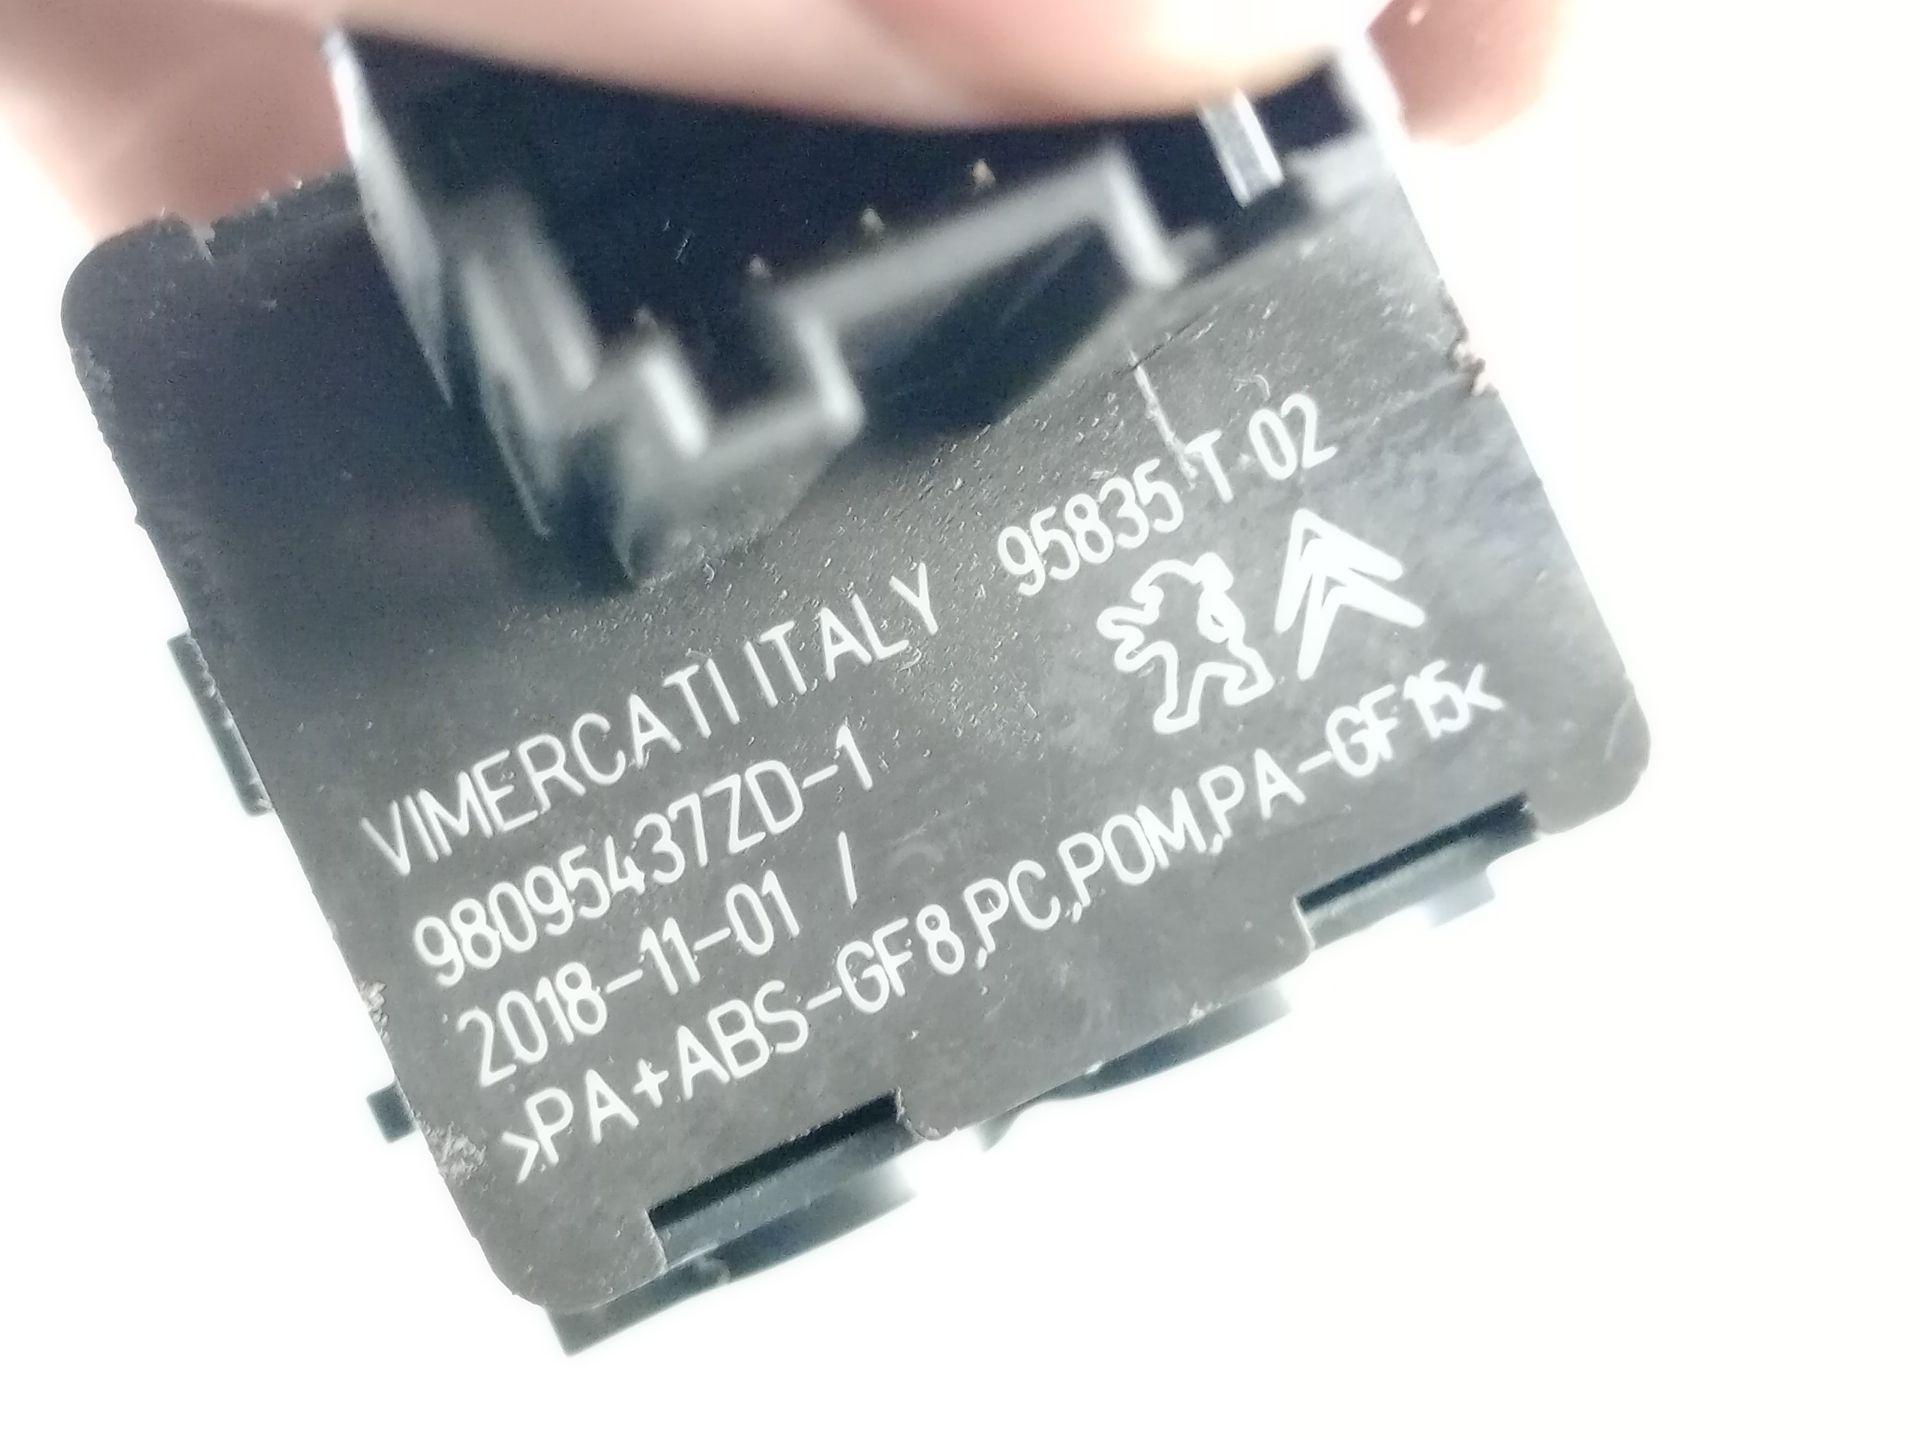 VIMERCATI ITALY 95835 T 02
98095437ZD-1
2018-11-01 /
>PA+ABS-GF8,PC,POM,PA-GF15<